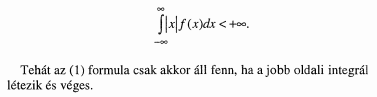 ∫_{-∞}^{∞} |x| f(x)dx < +∞.
Tehát az (1) formula csak akkor áll fenn, ha a jobb oldali integrál
létezik és véges.